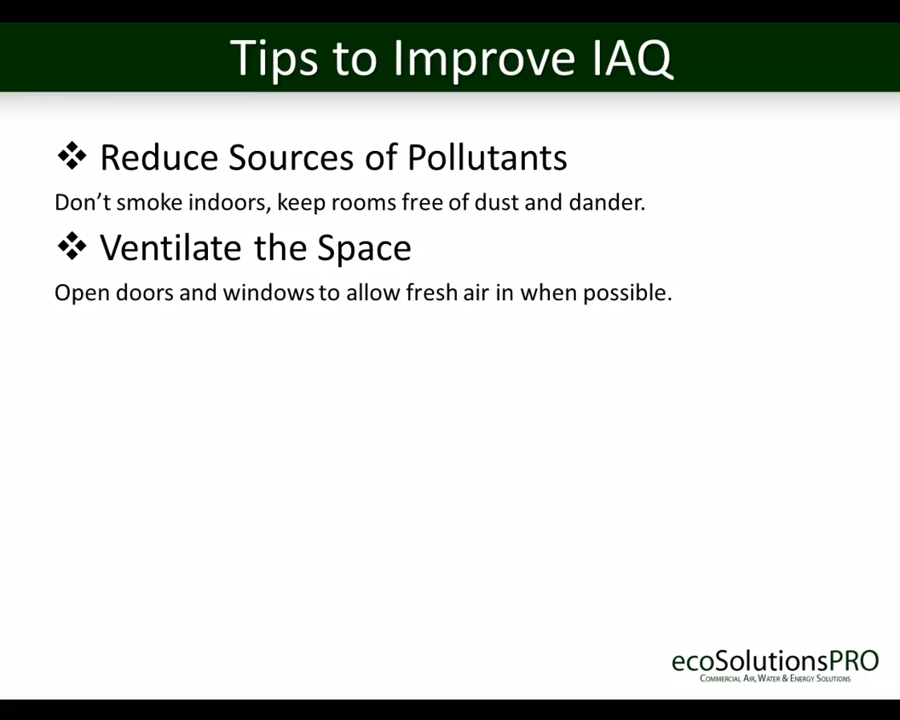 Tips to Improve IAQ
❖ Reduce Sources of Pollutants
Don’t smoke indoors, keep rooms free of dust and dander.
❖ Ventilate the Space
Open doors and windows to allow fresh air in when possible.
ecoSolutionsPRO
Commercial Air, Water & Energy Solutions